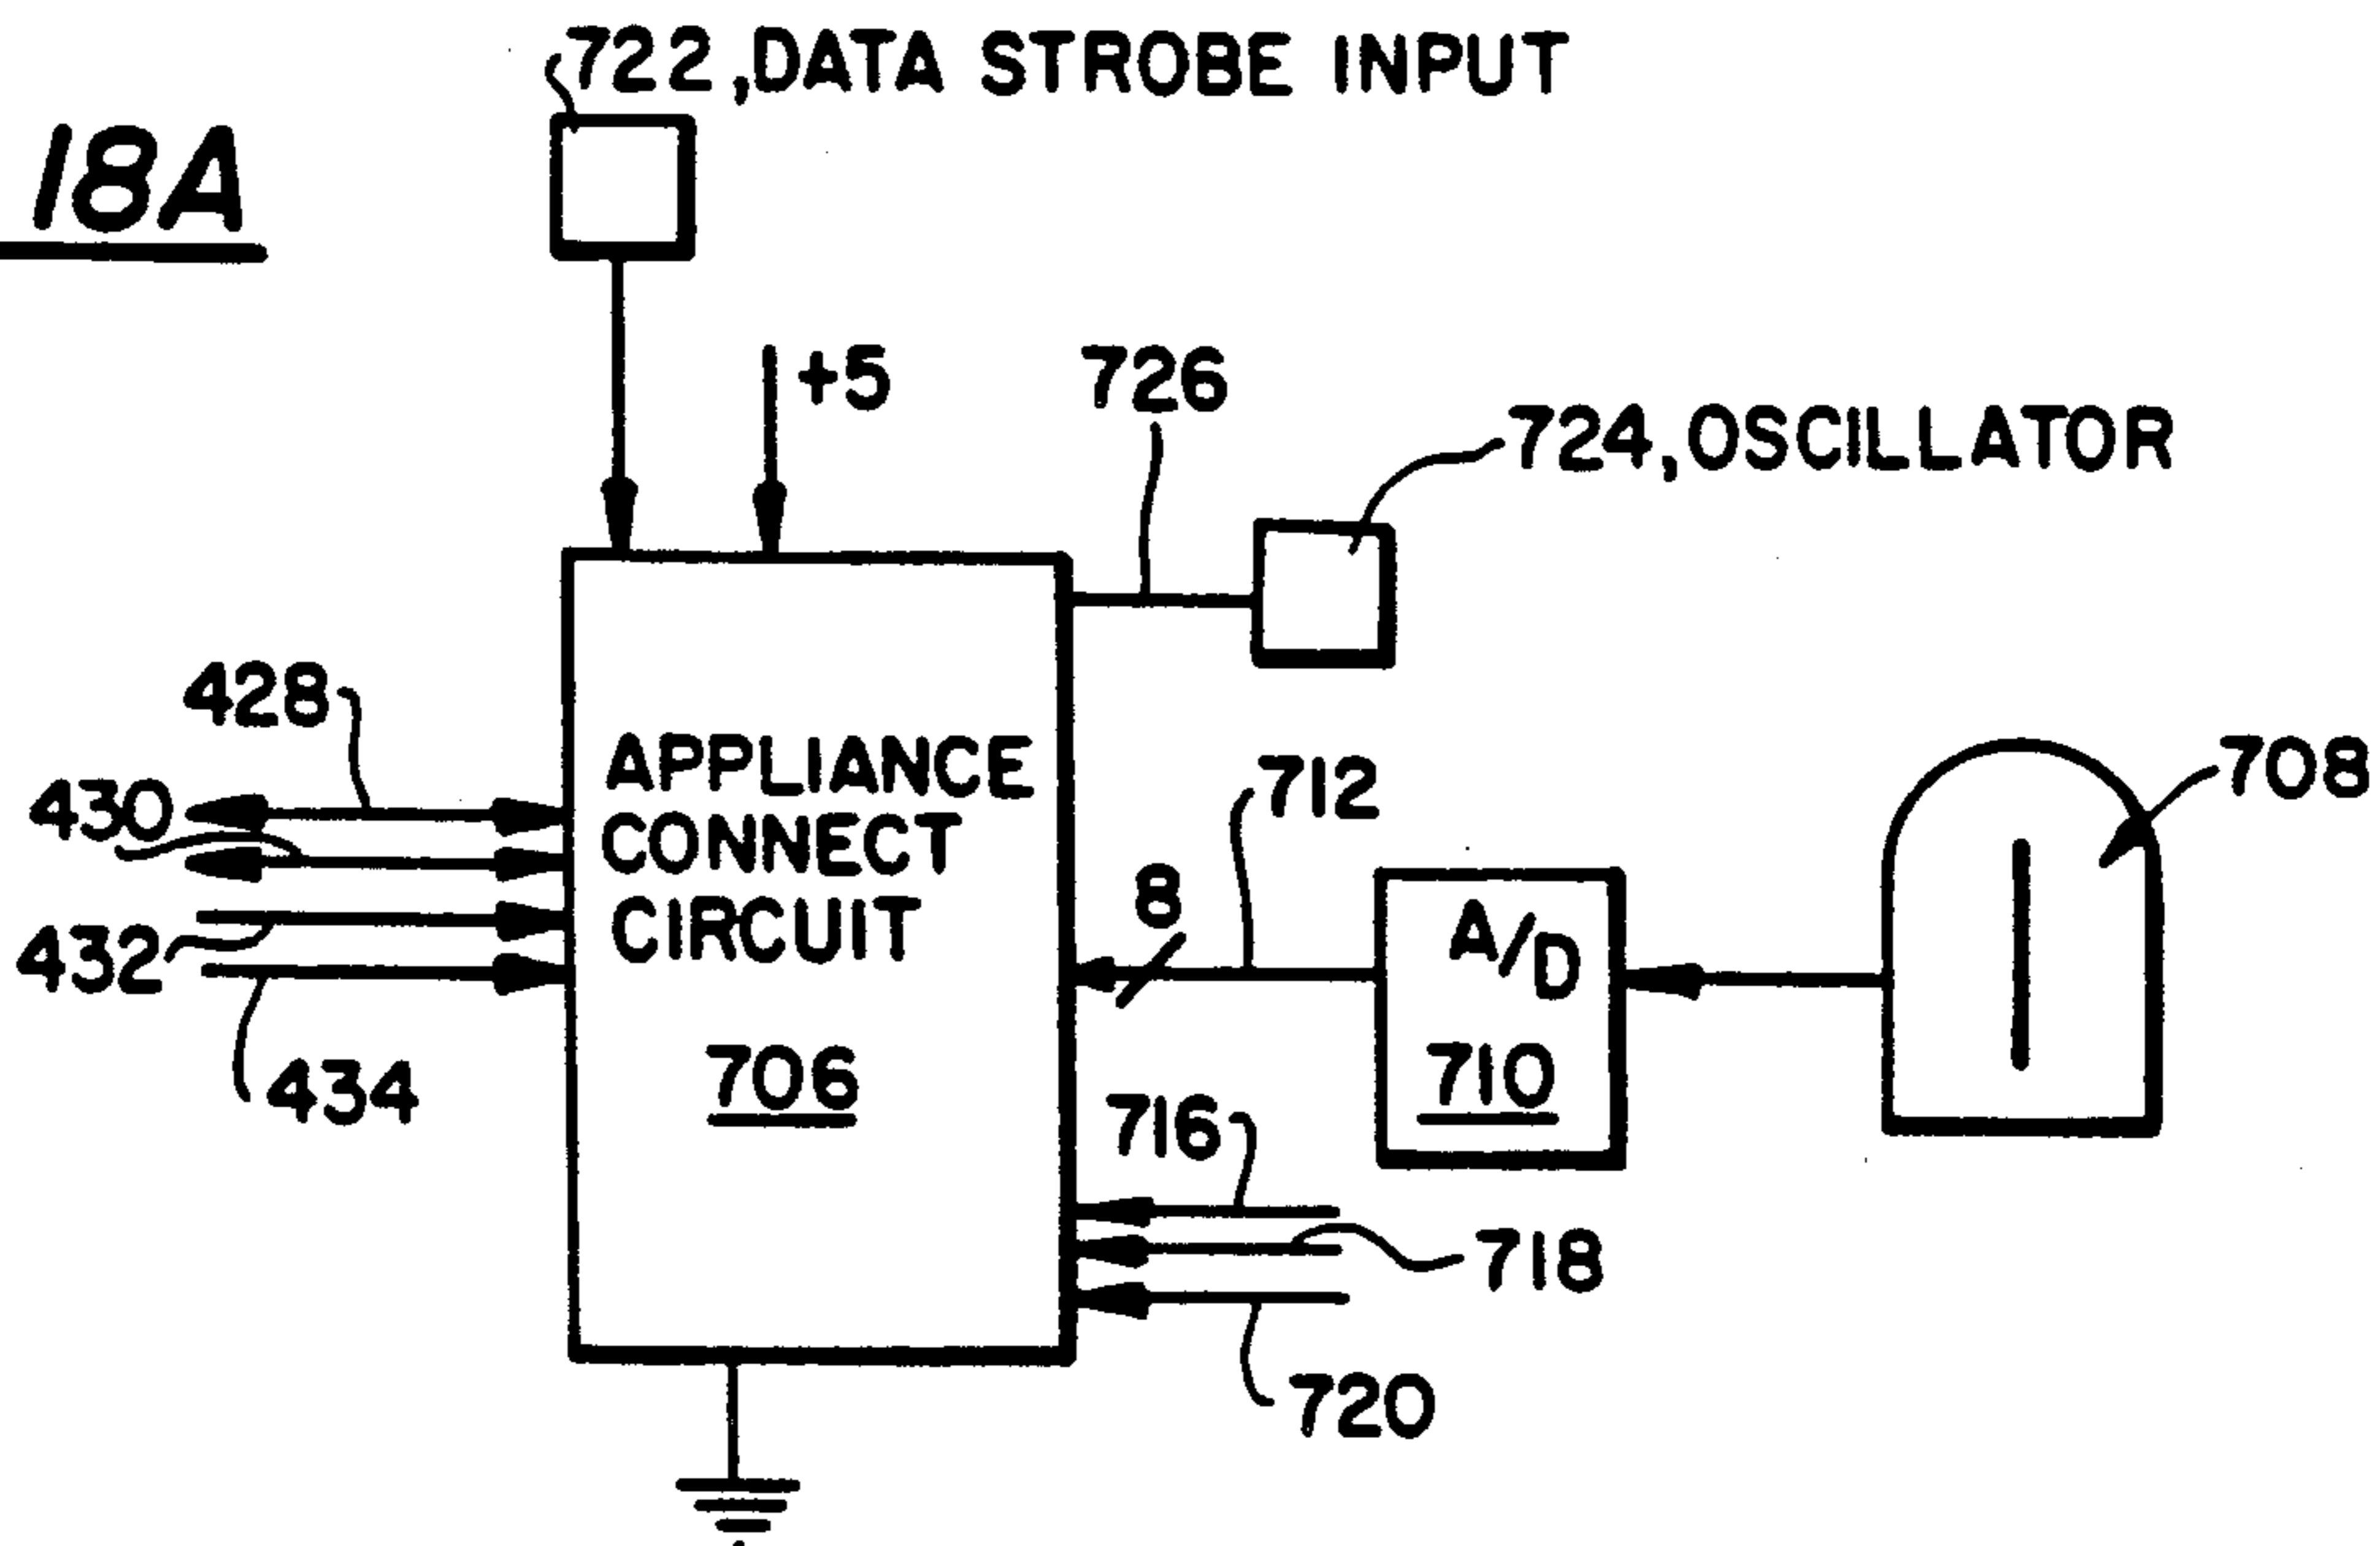 722, DATA STROBE INPUT
18A
+5
726
724, OSCILLATOR
428
430
432
434
APPLIANCE
CONNECT
CIRCUIT
706
712
8
A/D
710
708
716
718
720